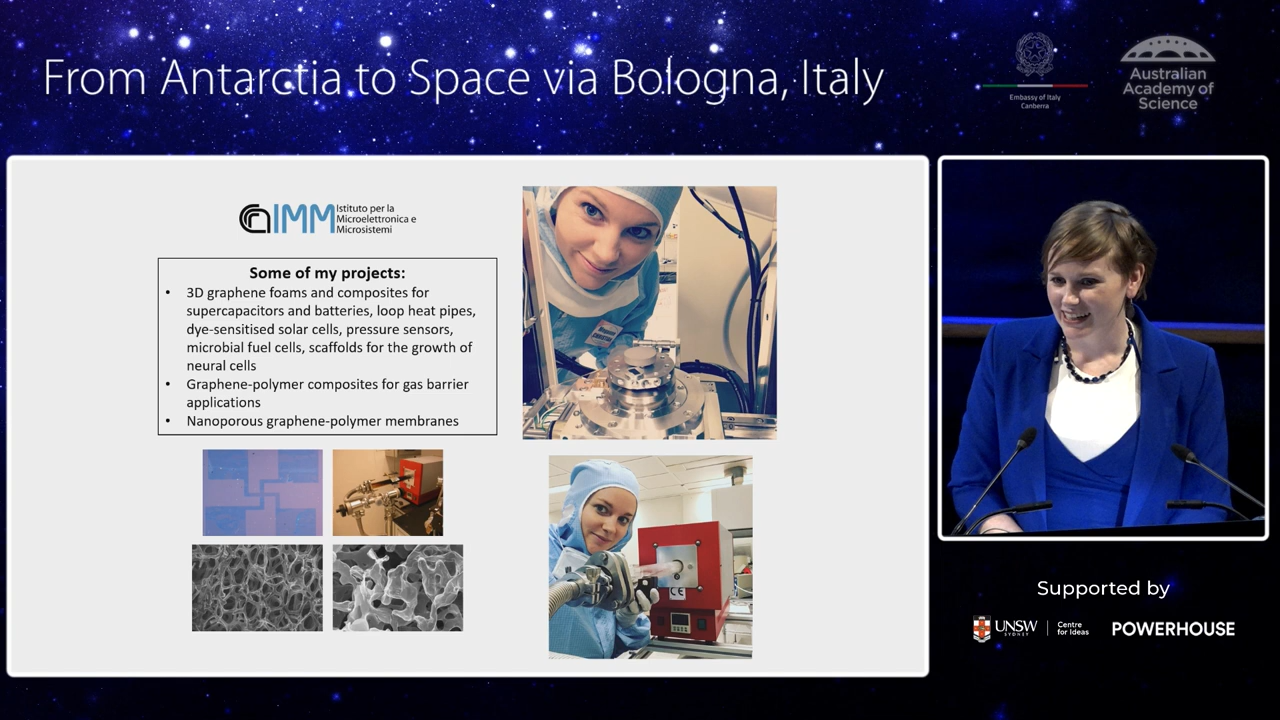 From Antarctia to Space via Bologna, Italy
Embassy of Italy
Canberra
Australian
Academy of
Science
IMM
Istituto per la
Microelettronica e
Microsistemi
Some of my projects:
• 3D graphene foams and composites for
supercapacitors and batteries, loop heat pipes,
dye-sensitised solar cells, pressure sensors,
microbial fuel cells, scaffolds for the growth of
neural cells
• Graphene-polymer composites for gas barrier
applications
• Nanoporous graphene-polymer membranes
CE
Supported by
UNSW
SYDNEY
Centre
for Ideas
POWERHOUSE